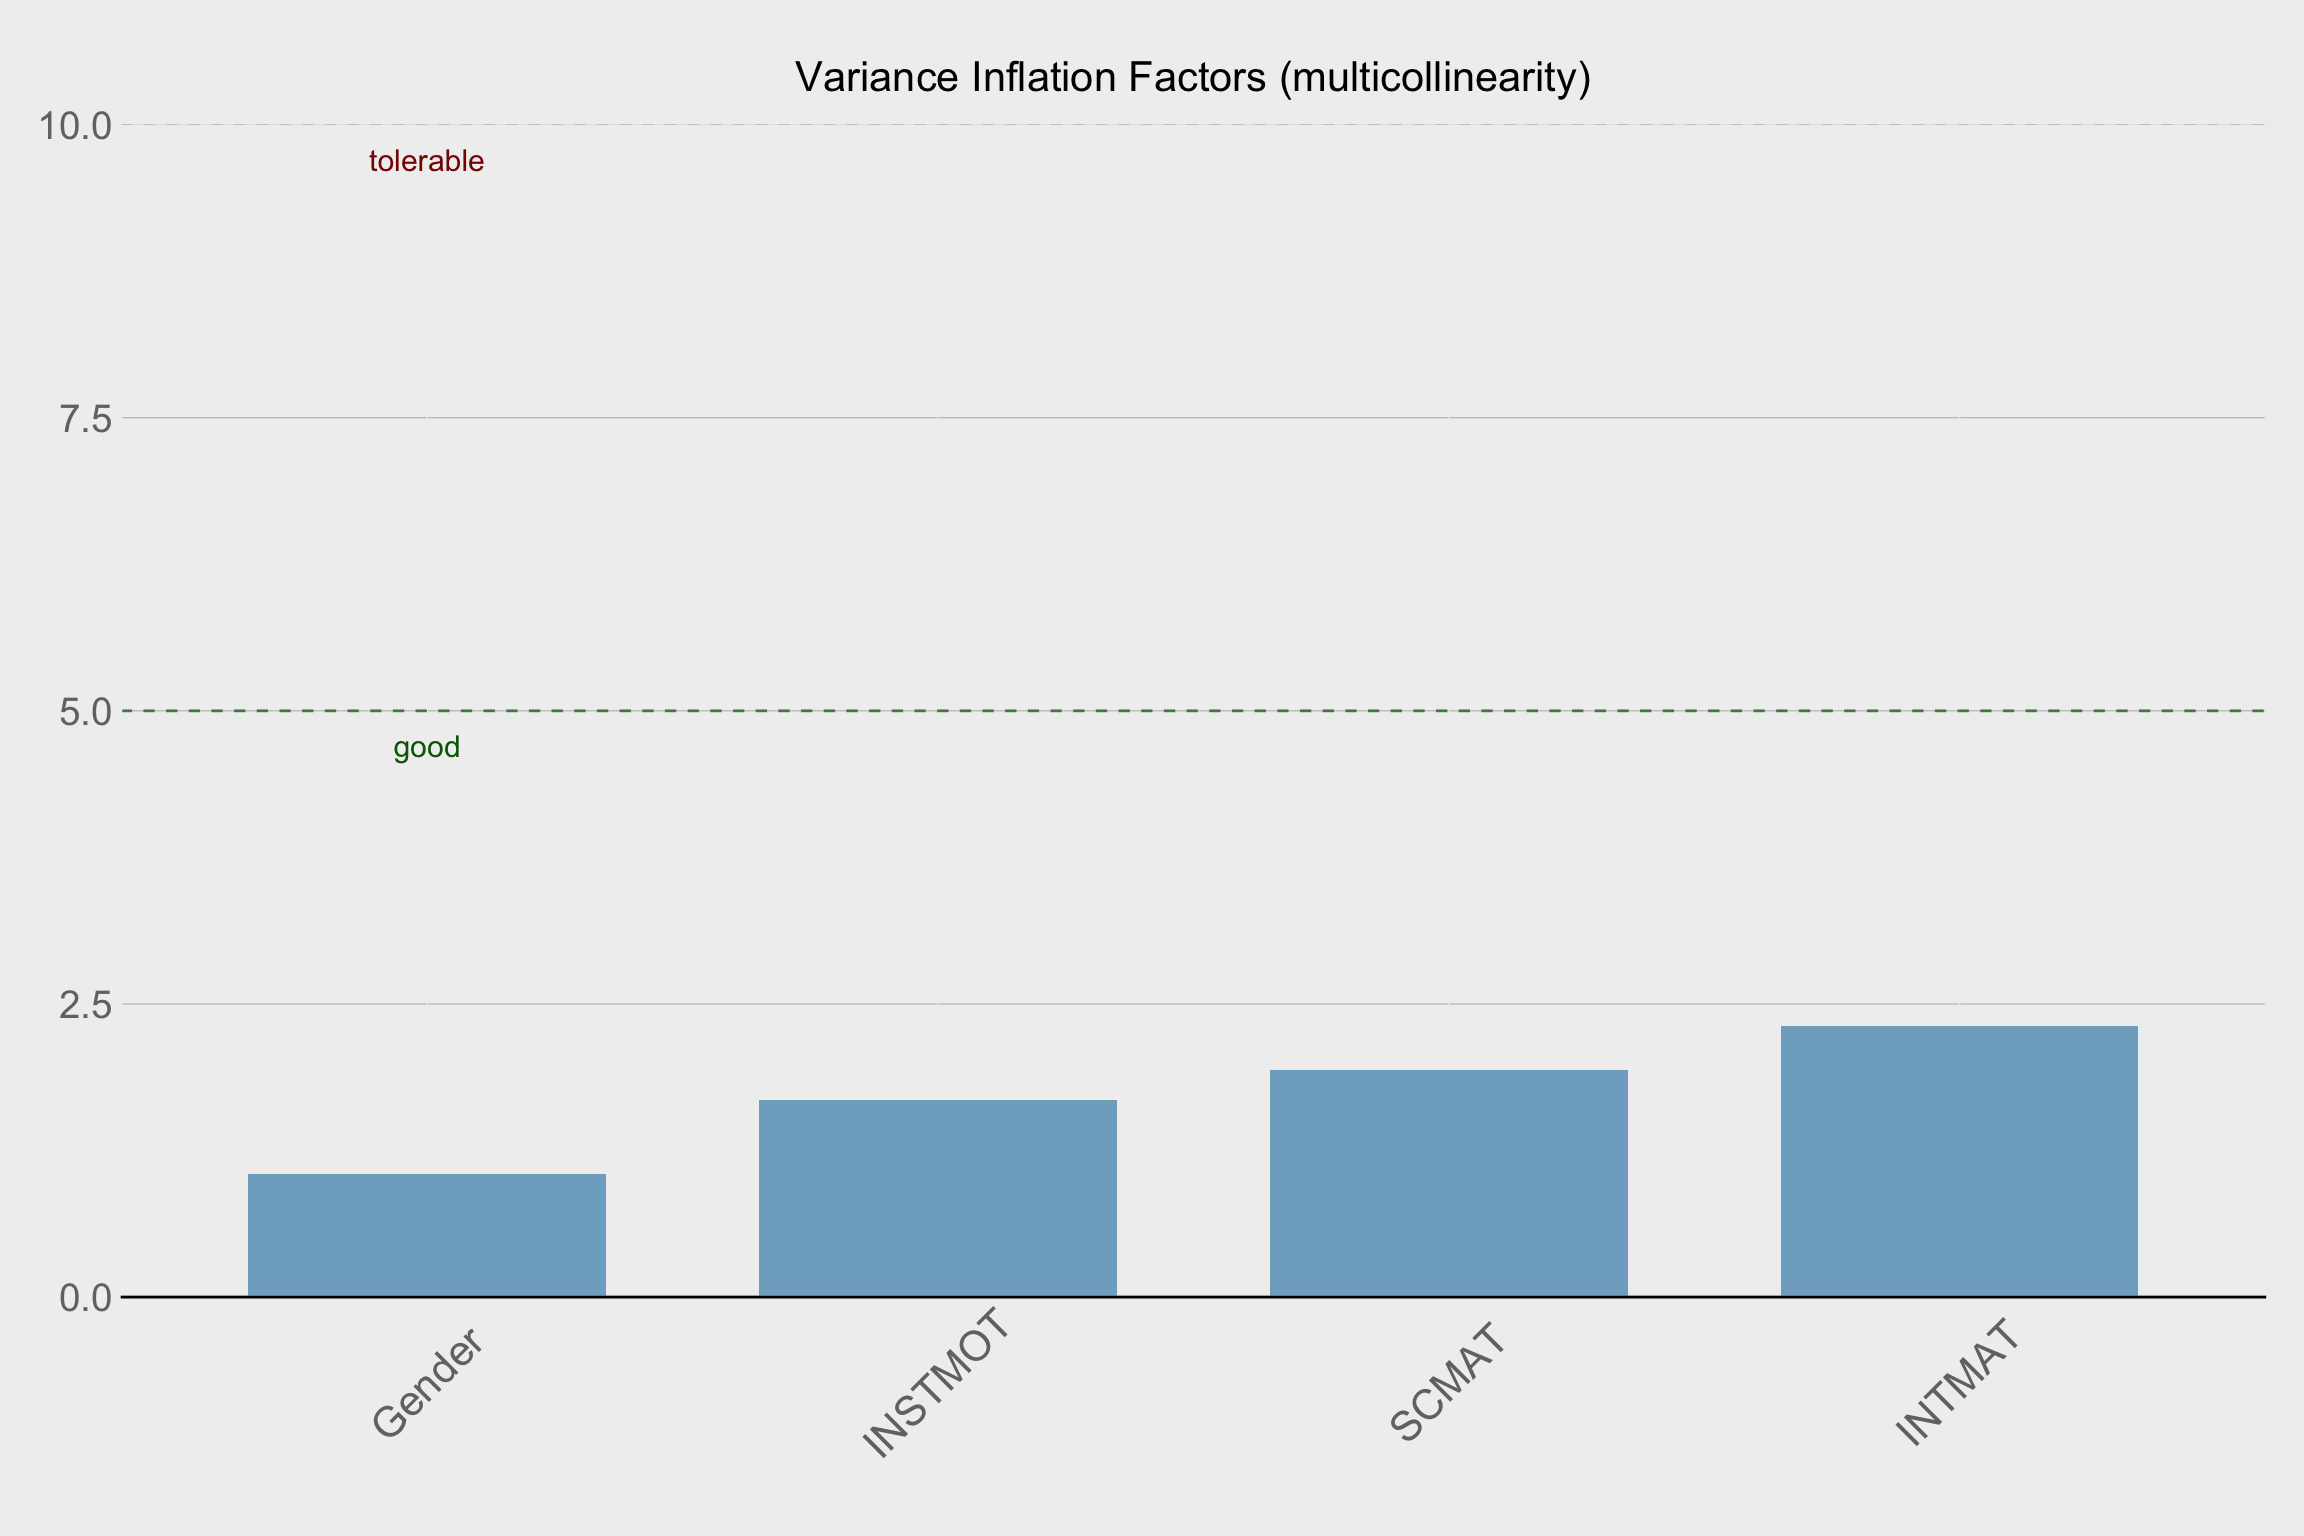 Variance Inflation Factors (multicollinearity)
10.0
tolerable
7.5
5.0
good
2.5
0.0
Gender
INSTMOT
SCMAT
INTMAT